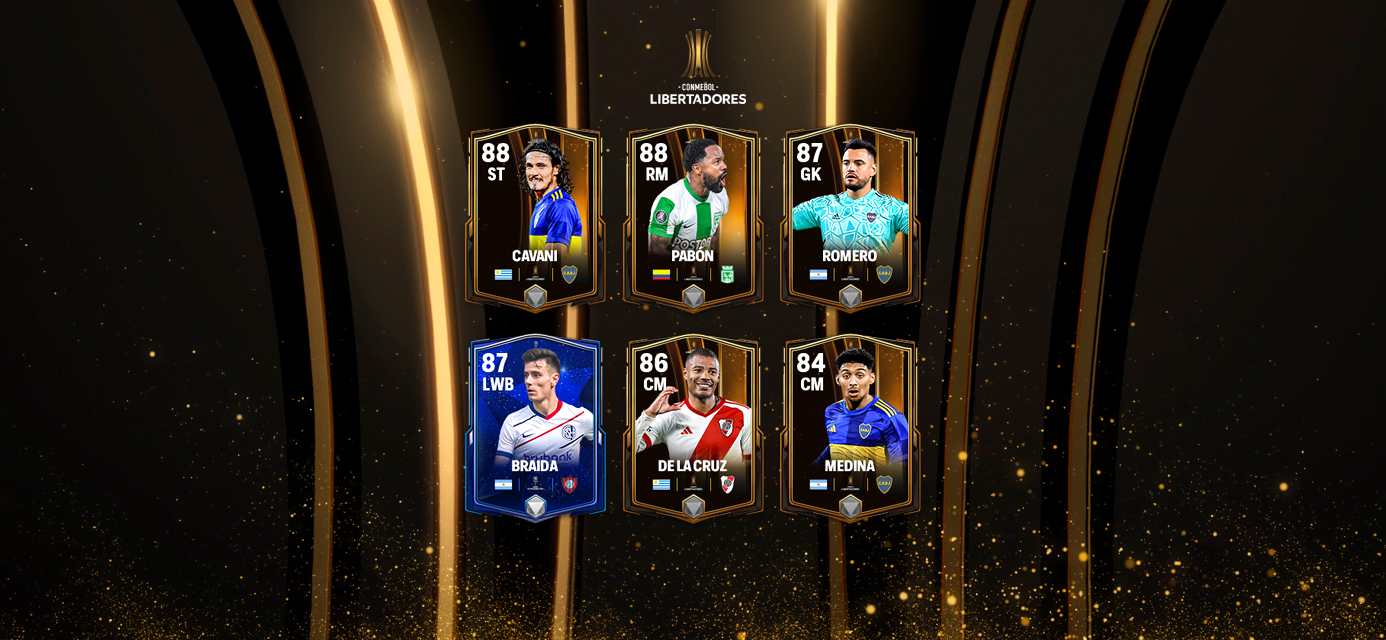 ·CONMEBOL·
LIBERTADORES
88
ST
CAVANI
88
RM
PABÓN
87
GK
ROMERO
87
LWB
BRAIDA
86
CM
DE LA CRUZ
84
CM
MEDINA